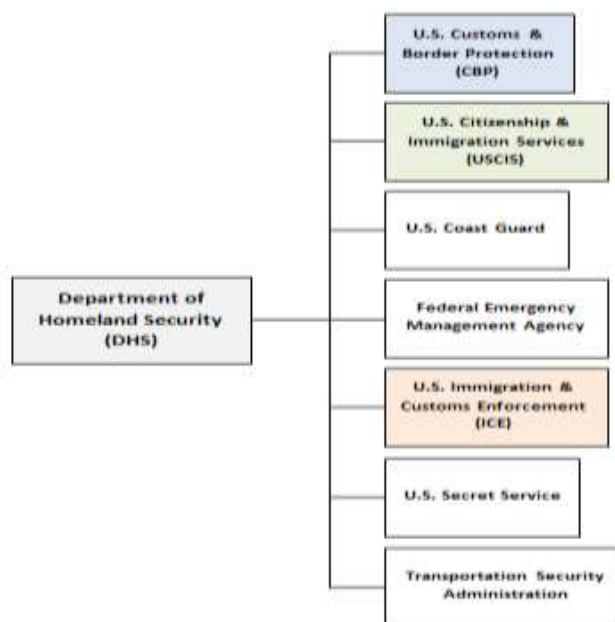 U.S. Customs &
Border Protection
(CBP)
U.S. Citizenship &
Immigration Services
(USCIS)
U.S. Coast Guard
Department of
Homeland Security
(DHS)
Federal Emergency
Management Agency
U.S. Immigration &
Customs Enforcement
(ICE)
U.S. Secret Service
Transportation Security
Administration